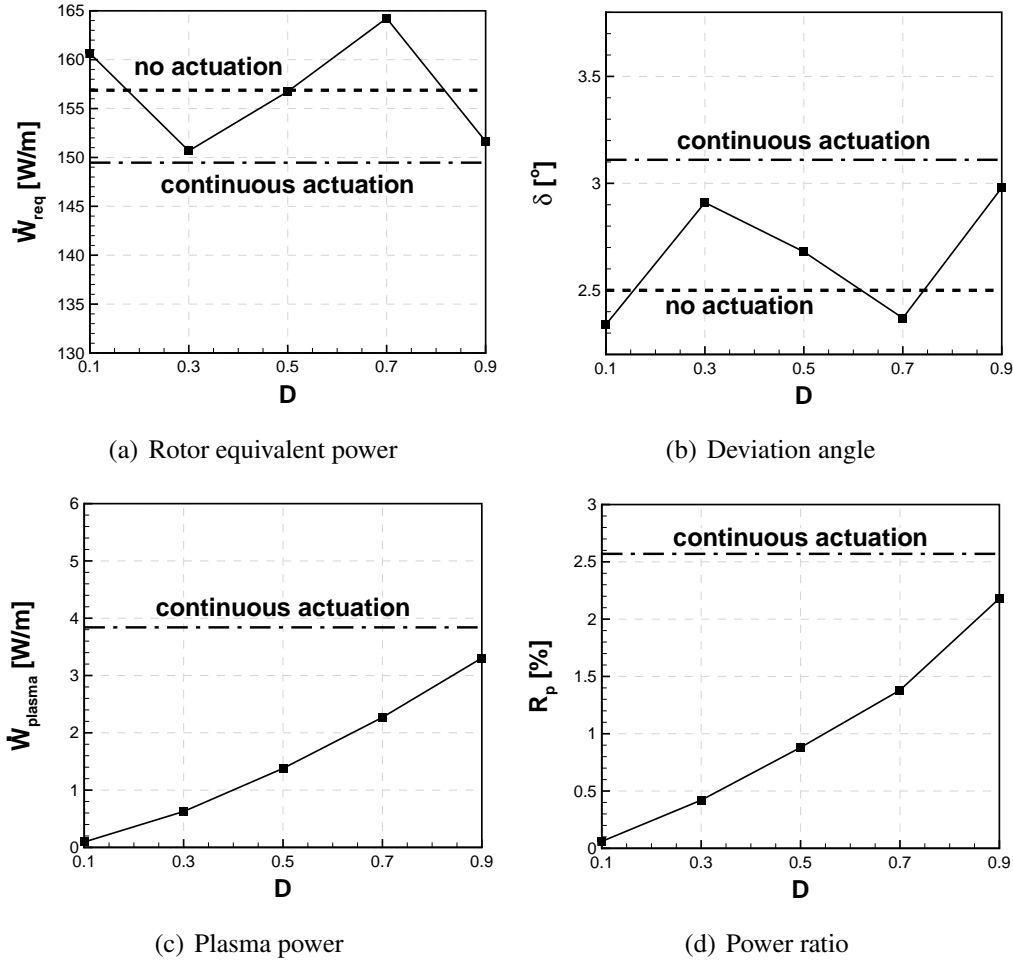 165
160
155
150
145
140
135
130
Ẇreq [W/m]
no actuation
continuous actuation
0.1 0.3 0.5 0.7 0.9
D
(a) Rotor equivalent power
3.5
3
2.5
δ [º]
continuous actuation
no actuation
0.1 0.3 0.5 0.7 0.9
D
(b) Deviation angle
6
5
4
3
2
1
0
Ẇplasma [W/m]
continuous actuation
0.1 0.3 0.5 0.7 0.9
D
(c) Plasma power
3
2.5
2
1.5
1
0.5
0
Rp [%]
continuous actuation
0.1 0.3 0.5 0.7 0.9
D
(d) Power ratio